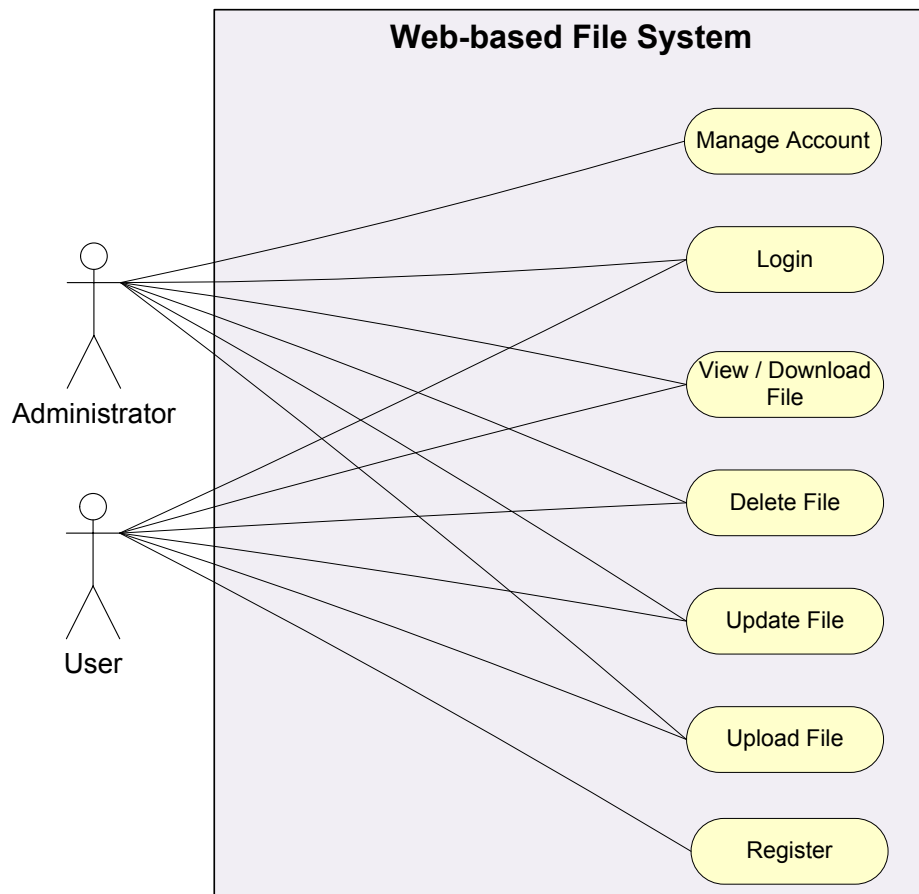 Web-based File System
Manage Account
Login
View / Download
File
Administrator
Delete File
Update File
User
Upload File
Register